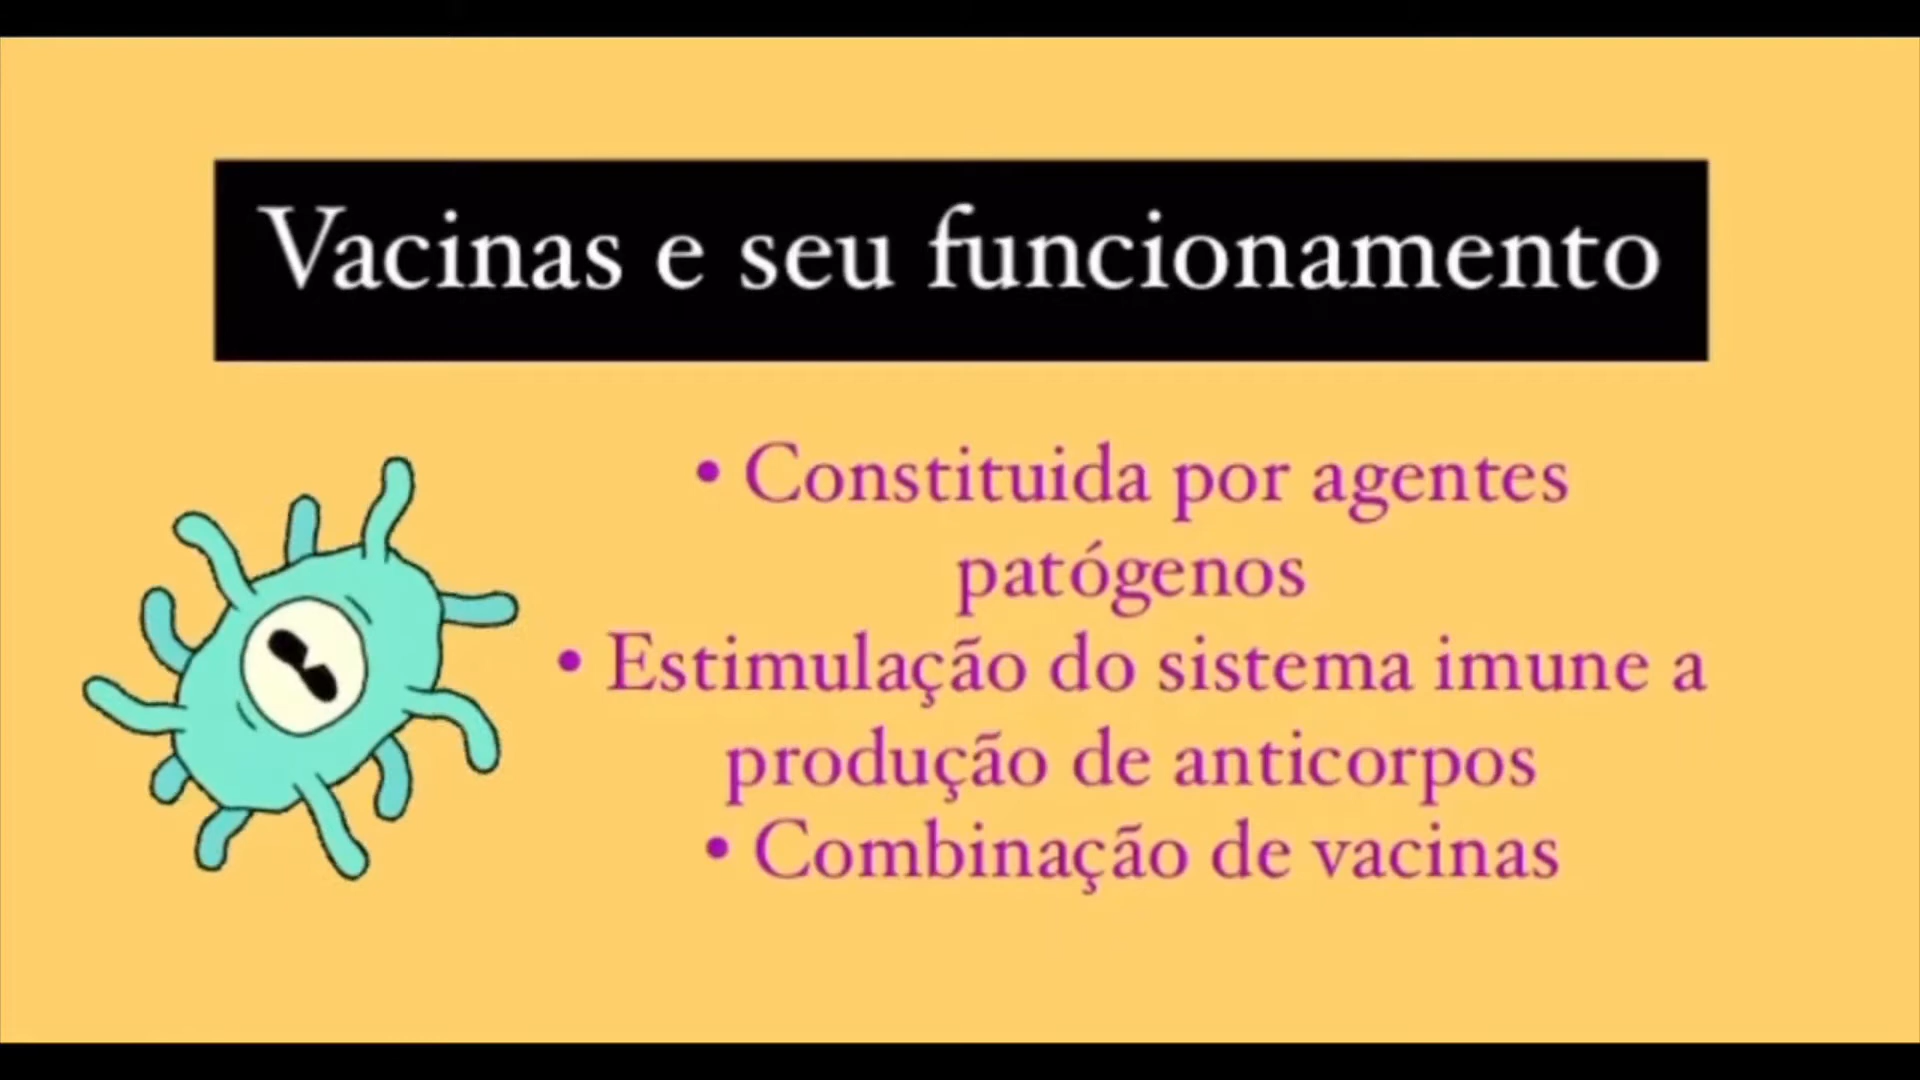 Vacinas e seu funcionamento
• Constituida por agentes
patógenos
• Estimulação do sistema imune a
produção de anticorpos
• Combinação de vacinas